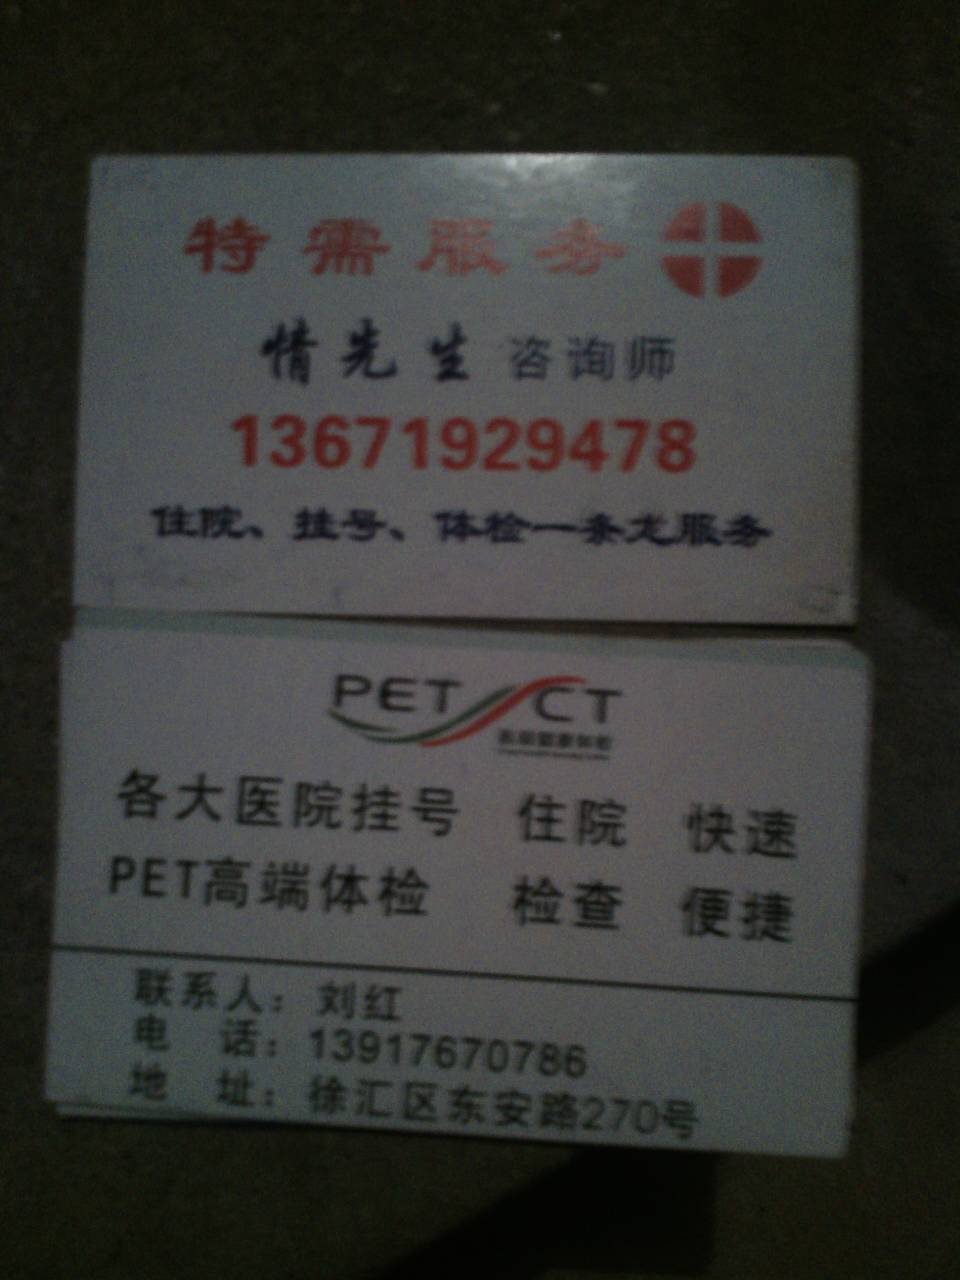 特需服务
情先生 咨询师
13671929478
住院、挂号、体检一条龙服务
PET CT
各大医院挂号 住院 快速
PET高端体检 检查 便捷
联系人：刘红
电 话：13917670786
地 址：徐汇区东安路270号